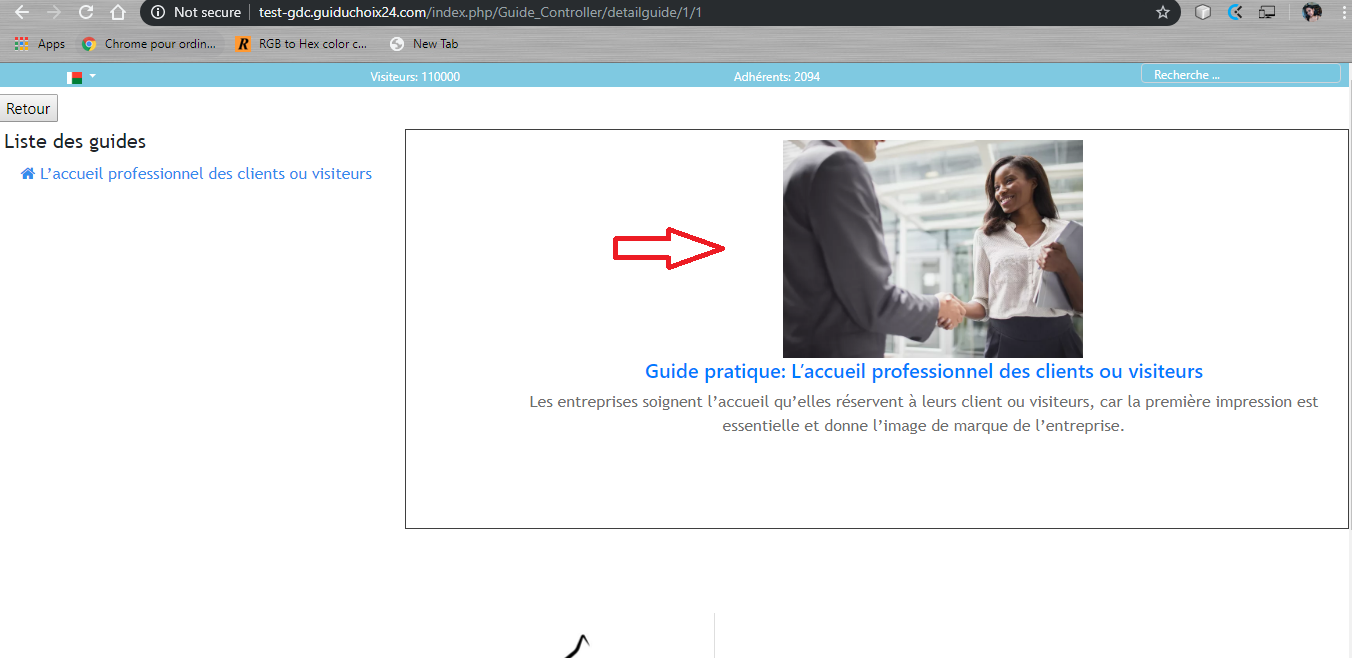 Not secure | test-gdc.guiduchoix24.com/index.php/Guide_Controller/detailguide/1/1
Apps Chrome pour ordin... R RGB to Hex color c... New Tab
Visiteurs: 110000 Adhérents: 2094 Recherche ...
Retour
Liste des guides
L’accueil professionnel des clients ou visiteurs
Guide pratique: L’accueil professionnel des clients ou visiteurs
Les entreprises soignent l’accueil qu’elles réservent à leurs client ou visiteurs, car la première impression est
essentielle et donne l’image de marque de l’entreprise.